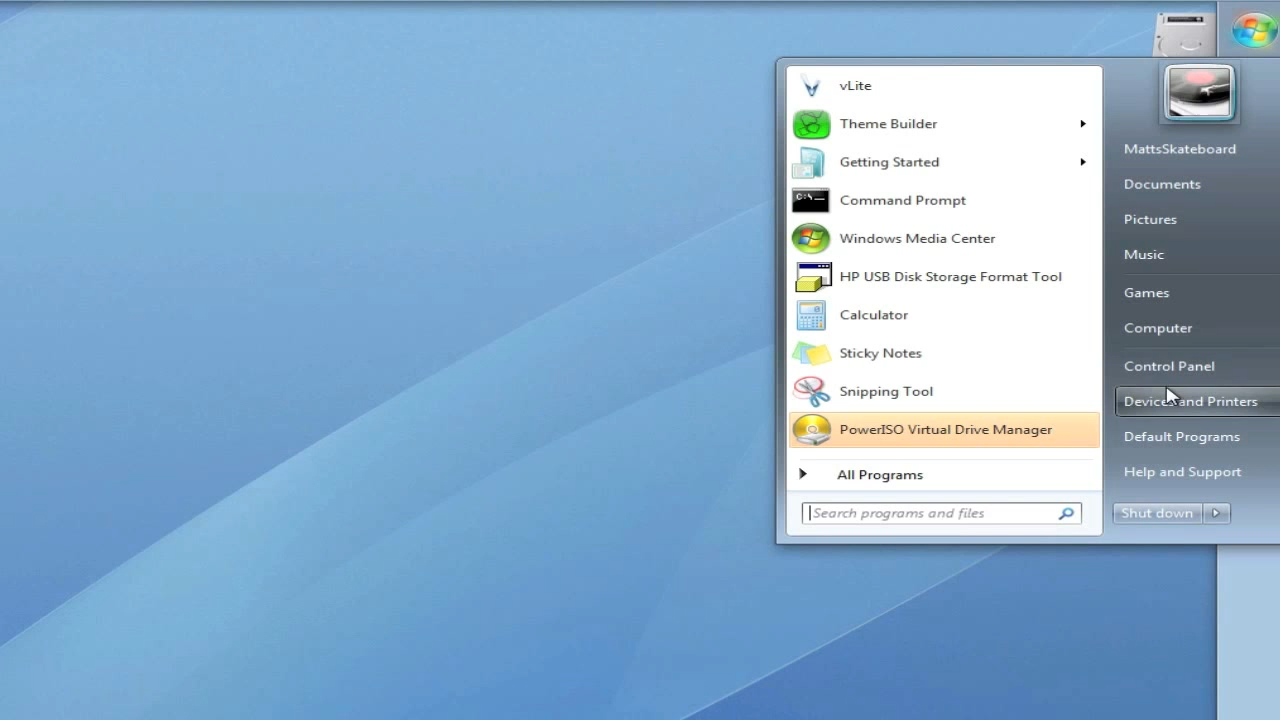 vLite
Theme Builder
Getting Started
Command Prompt
Windows Media Center
HP USB Disk Storage Format Tool
Calculator
Sticky Notes
Snipping Tool
PowerISO Virtual Drive Manager
All Programs
Search programs and files
MattsSkateboard
Documents
Pictures
Music
Games
Computer
Control Panel
Devices and Printers
Default Programs
Help and Support
Shut down